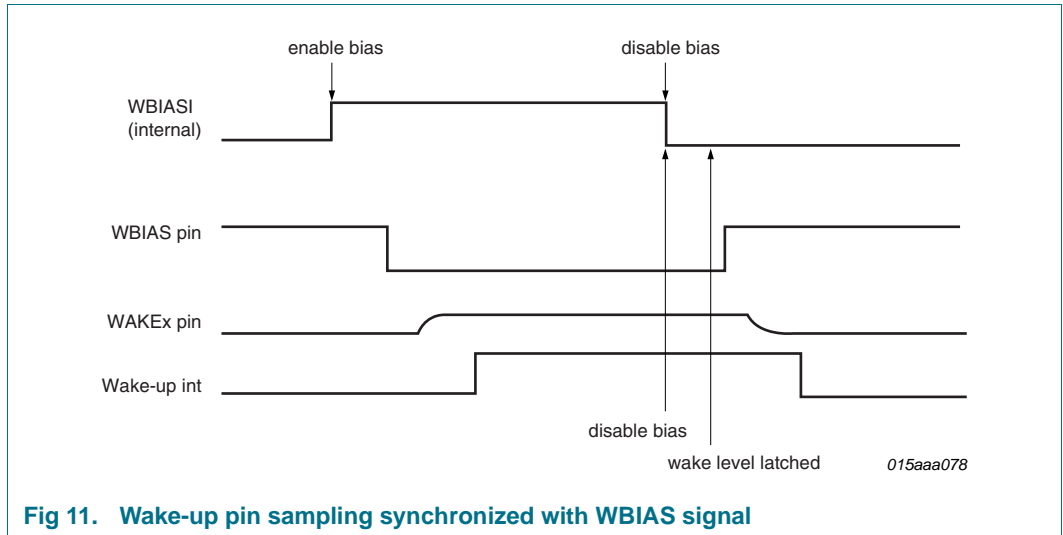 enable bias
disable bias
WBIASI
(internal)
WBIAS pin
WAKEx pin
Wake-up int
disable bias
wake level latched
015aaa078
Fig 11. Wake-up pin sampling synchronized with WBIAS signal